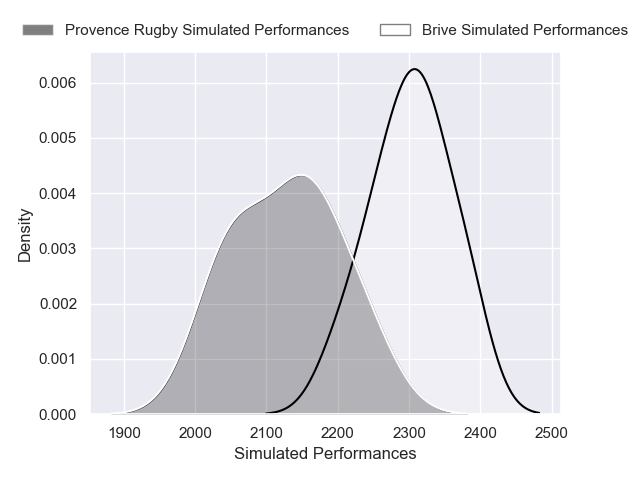 Provence Rugby Simulated Performances Brive Simulated Performances
0.006
0.005
0.004
0.003
0.002
0.001
0.000
Density
1900 2000 2100 2200 2300 2400 2500
Simulated Performances